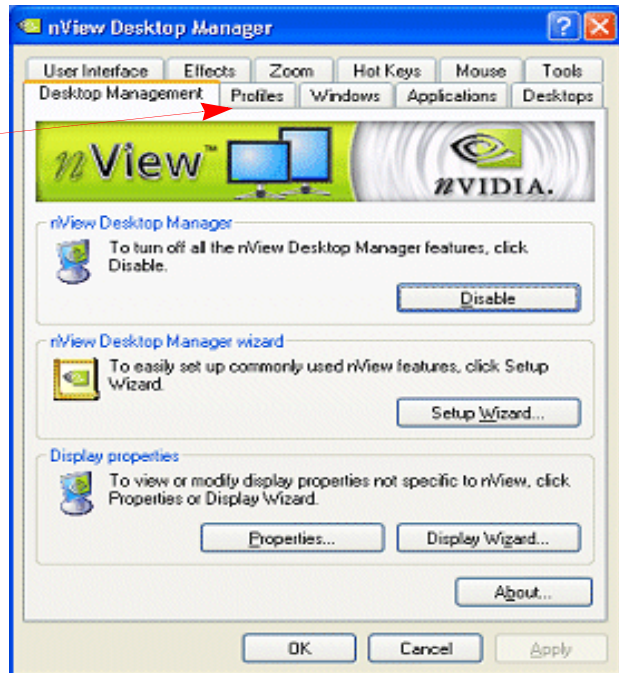 nView Desktop Manager
User Interface Effects Zoom Hot Keys Mouse Tools
Desktop Management Profiles Windows Applications Desktops
nView™ NVIDIA.
nView Desktop Manager
To turn off all the nView Desktop Manager features, click
Disable.
Disable
nView Desktop Manager wizard
To easily set up commonly used nView features, click Setup
Wizard.
Setup Wizard...
Display properties
To view or modify display properties not specific to nView, click
Properties or Display Wizard.
Properties... Display Wizard...
About...
OK Cancel Apply